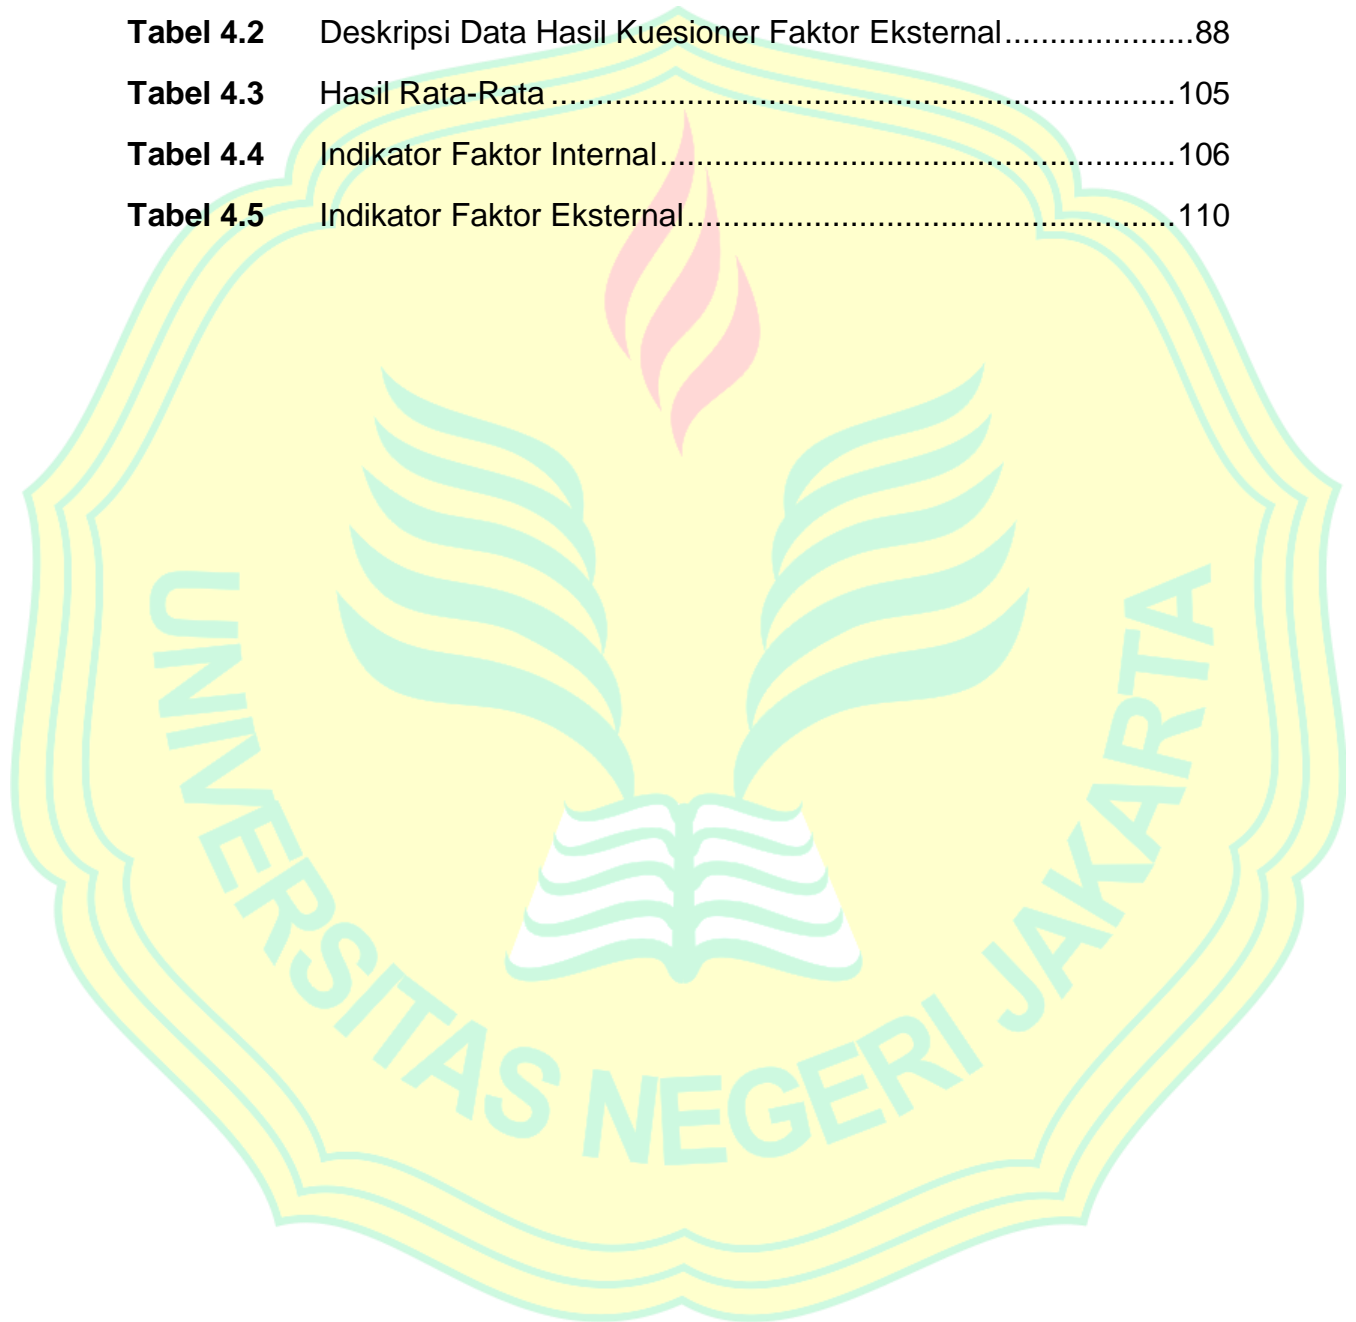 Tabel 4.2 Deskripsi Data Hasil Kuesioner Faktor Eksternal.....................88
Tabel 4.3 Hasil Rata-Rata.....................................................................105
Tabel 4.4 Indikator Faktor Internal.........................................................106
Tabel 4.5 Indikator Faktor Eksternal......................................................110
UNIVERSITAS NEGERI JAKARTA